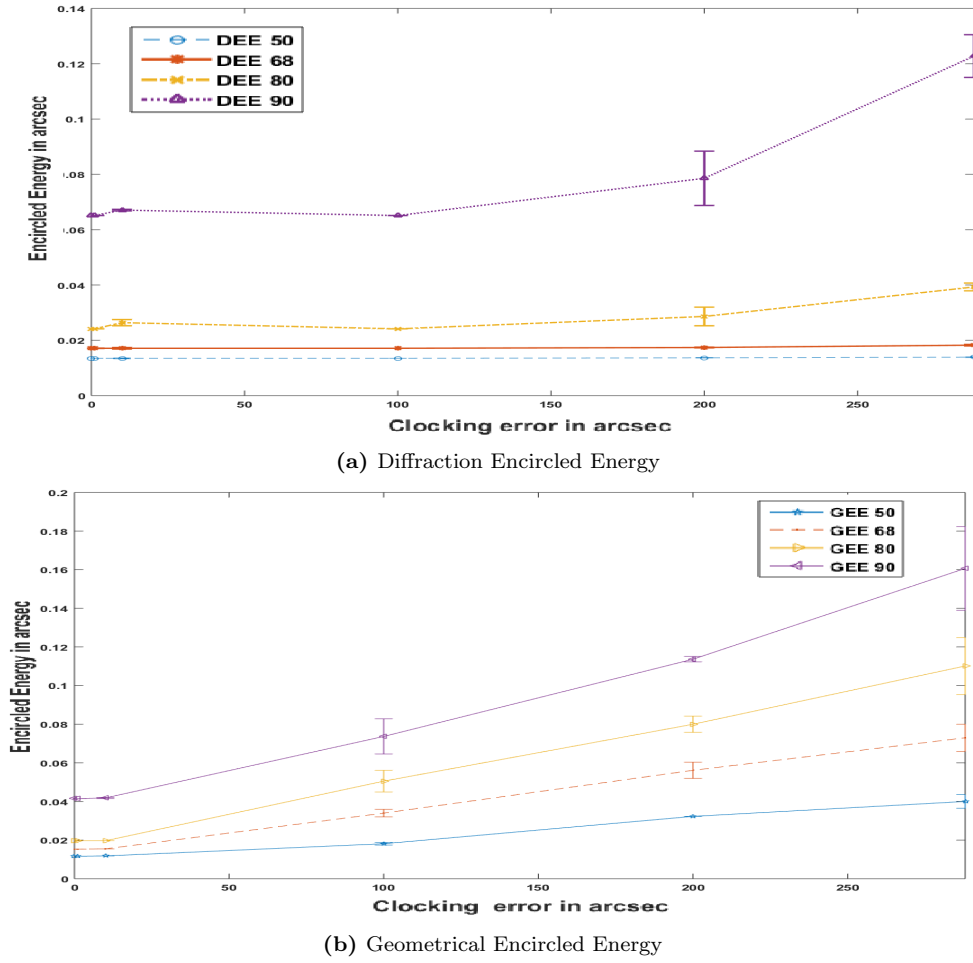 0.14
0.12
0.1
0.08
0.06
0.04
0.02
0
Encircled Energy in arcsec
DEE 50
DEE 68
DEE 80
DEE 90
0 50 100 150 200 250
Clocking error in arcsec
(a) Diffraction Encircled Energy
0.2
0.18
0.16
0.14
0.12
0.1
0.08
0.06
0.04
0.02
0
Encircled Energy in arcsec
GEE 50
GEE 68
GEE 80
GEE 90
0 50 100 150 200 250
Clocking error in arcsec
(b) Geometrical Encircled Energy